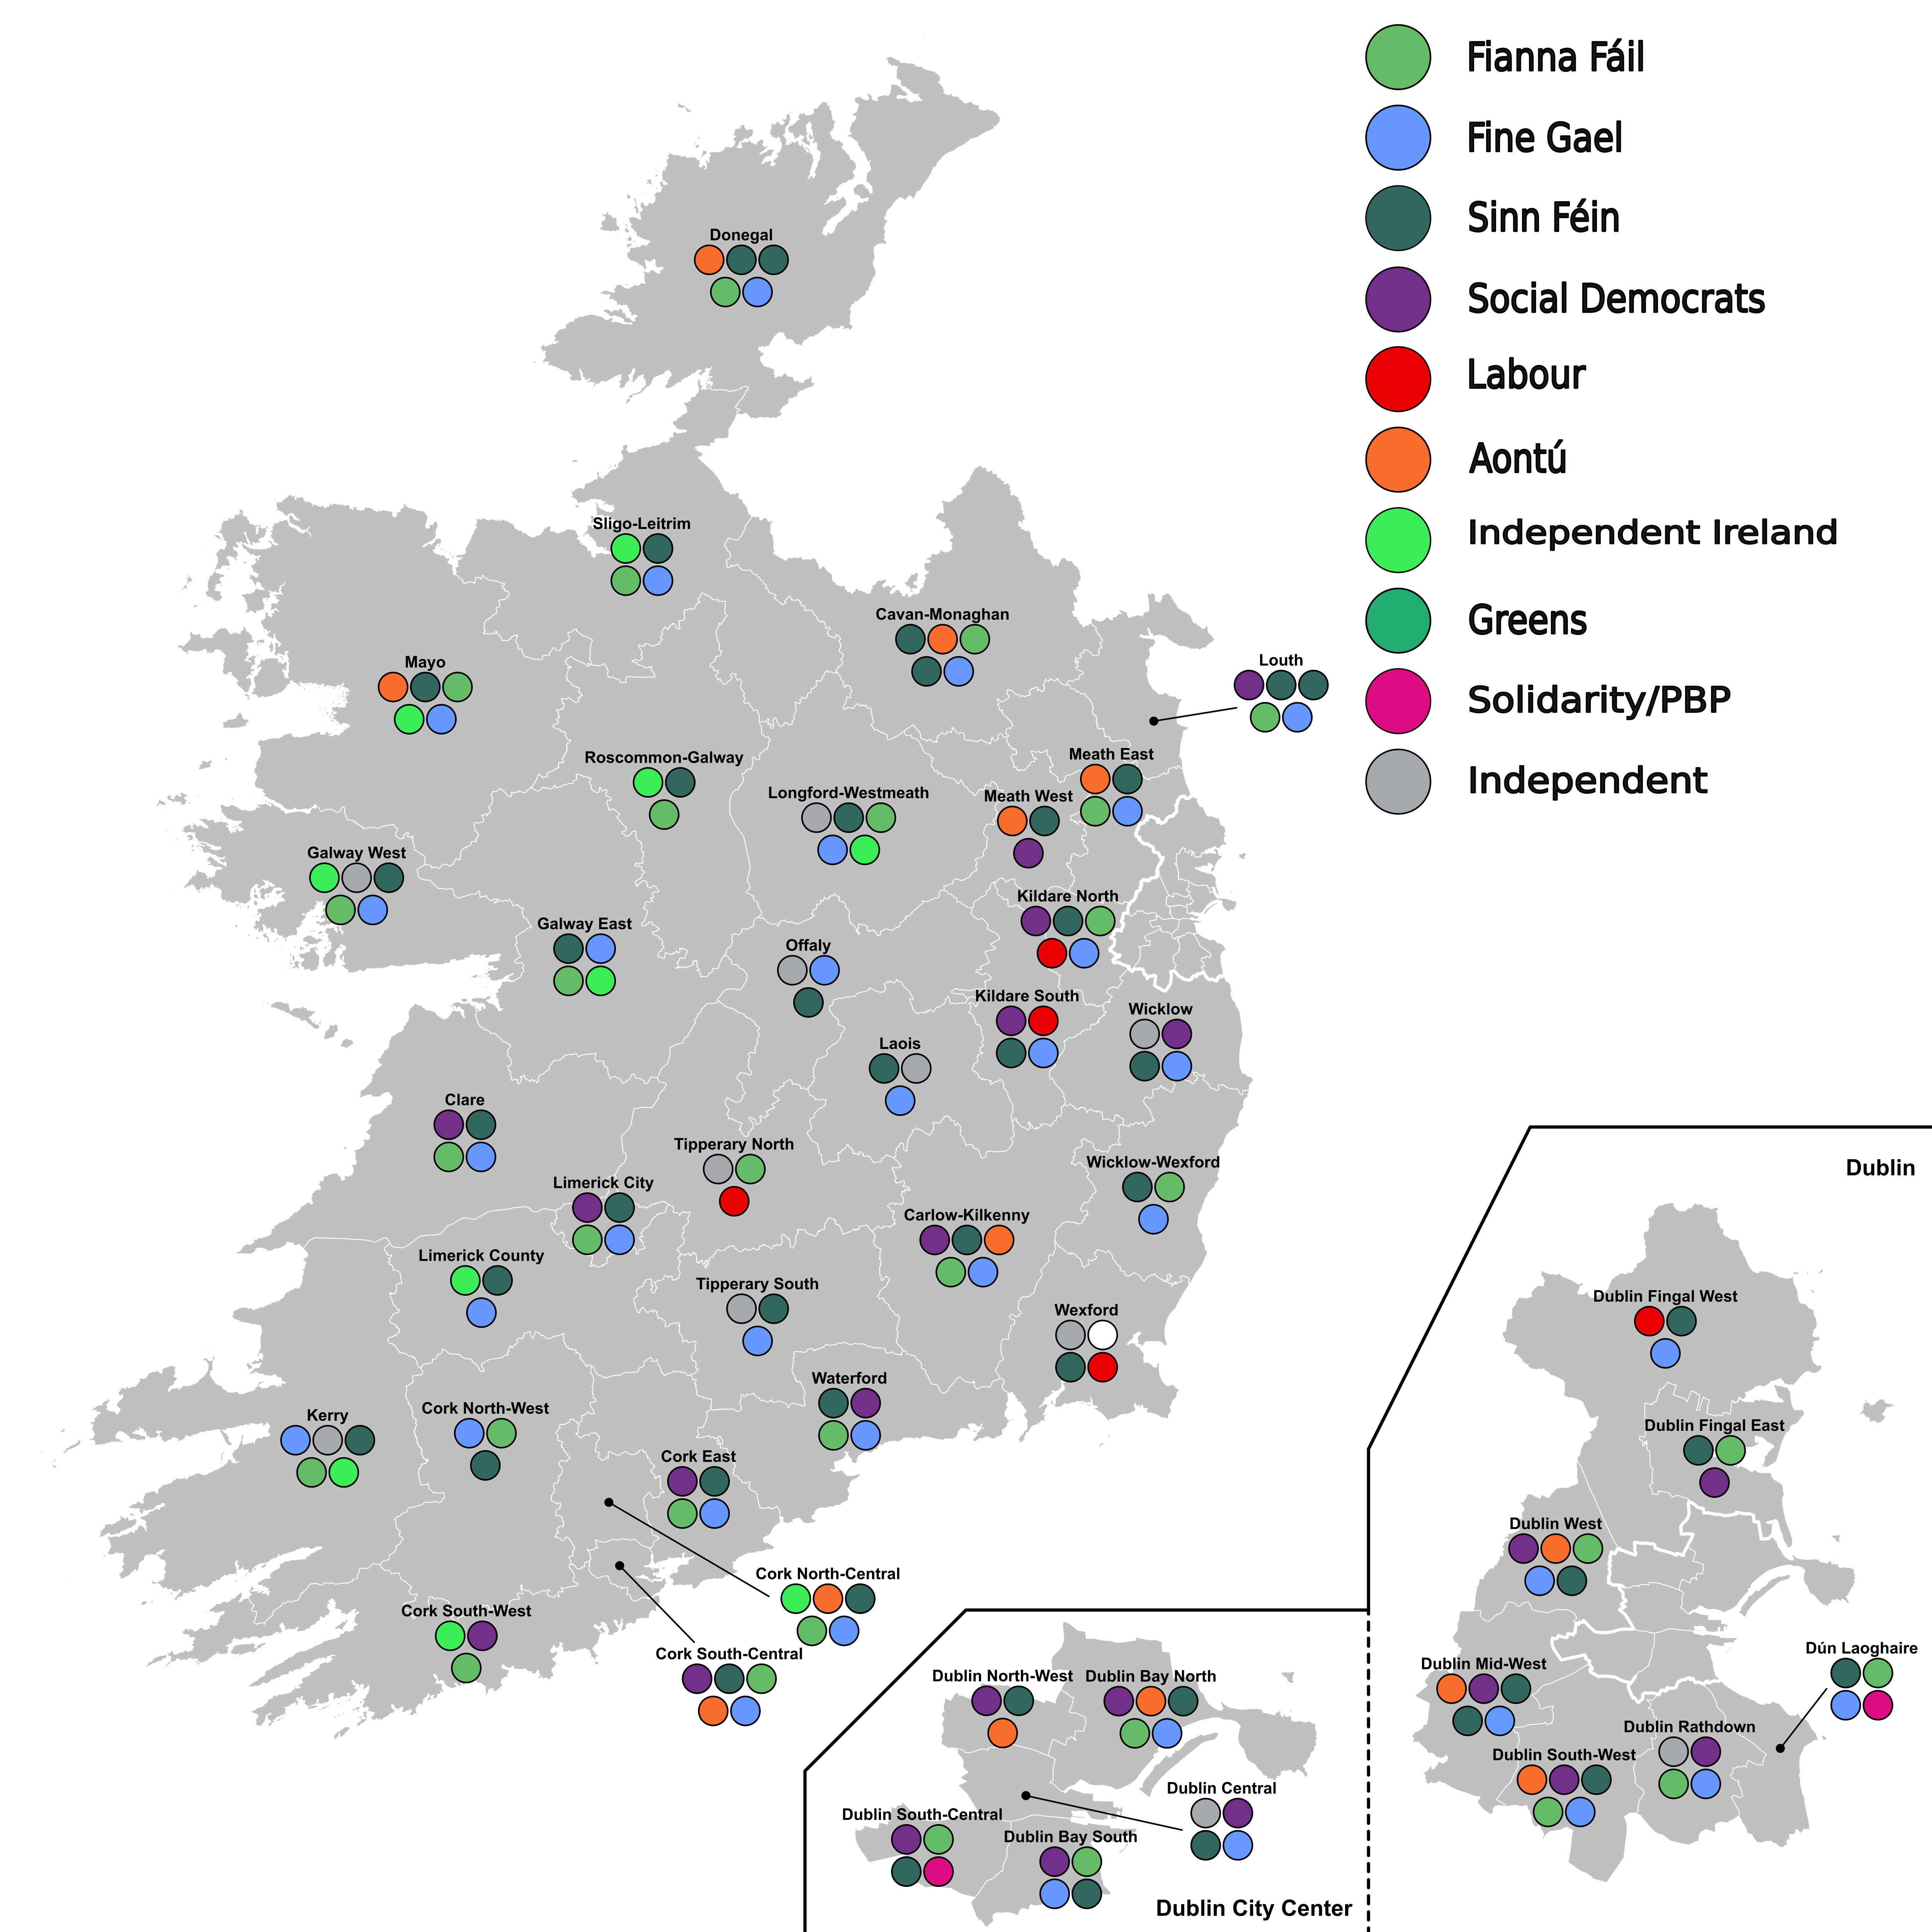 Fianna Fáil
Fine Gael
Sinn Féin
Social Democrats
Labour
Aontú
Independent Ireland
Greens
Solidarity/PBP
Independent
Donegal
Sligo-Leitrim
Cavan-Monaghan
Mayo
Louth
Roscommon-Galway
Meath East
Longford-Westmeath
Meath West
Galway West
Kildare North
Galway East
Offaly
Kildare South
Wicklow
Laois
Clare
Tipperary North
Wicklow-Wexford
Limerick City
Carlow-Kilkenny
Limerick County
Tipperary South
Wexford
Waterford
Kerry
Cork North-West
Cork East
Cork North-Central
Cork South-West
Cork South-Central
Dublin
Dublin Fingal West
Dublin Fingal East
Dublin West
Dún Laoghaire
Dublin Mid-West
Dublin Rathdown
Dublin South-West
Dublin North-West
Dublin Bay North
Dublin Central
Dublin South-Central
Dublin Bay South
Dublin City Center